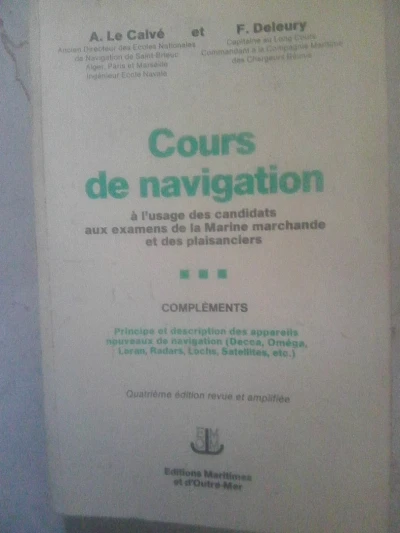 A. Le Calvé et F. Deleury
Ancien Directeur des Ecoles Nationales
de Navigation de Saint-Brieuc
Alger, Paris et Marseille
Ingénieur Ecole Navale
Capitaine au Long Cours
Commandant à la Compagnie Maritime
des Chargeurs Réunis
Cours
de navigation
à l'usage des candidats
aux examens de la Marine marchande
et des plaisanciers
COMPLÉMENTS
Principe et description des appareils
nouveaux de navigation (Decca, Oméga,
Loran, Radars, Lochs, Satellites, etc.)
Quatrième édition revue et amplifiée
Editions Maritimes
et d'Outre-Mer